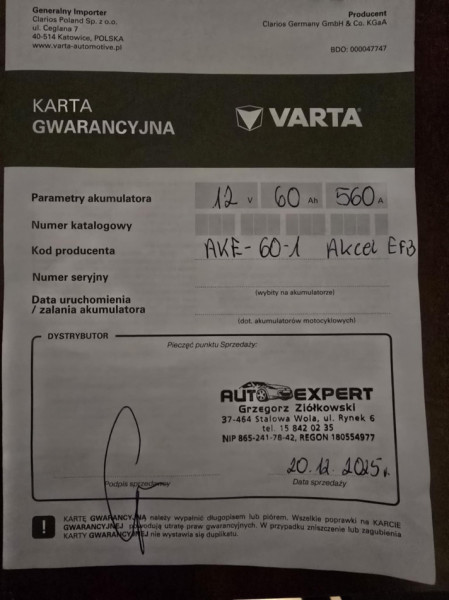 Generalny Importer
Clarios Poland Sp. z o.o.
ul. Ceglana 7
40-514 Katowice, POLSKA
www.varta-automotive.pl
Producent
Clarios Germany GmbH & Co. KGaA
BDO: 000047747
KARTA
GWARANCYJNA
VARTA
Parametry akumulatora 12 V 60 Ah 560 A
Numer katalogowy
Kod producenta AKE-60-1 Akcel EFB
Numer seryjny
(wybity na akumulatorze)
Data uruchomienia
/ zalania akumulatora
(dot. akumulatorów motocyklowych)
DYSTRYBUTOR
Pieczęć punktu Sprzedaży:
AUTO EXPERT
Grzegorz Ziółkowski
37-464 Stalowa Wola, ul. Rynek 6
tel. 15 842 02 35
NIP 865-241-78-42, REGON 180554977
20.12.2025r.
Podpis sprzedawcy
Data sprzedaży
! KARTĘ GWARANCYJNĄ należy wypełnić długopisem lub piórem. Wszelkie poprawki na KARCIE
GWARANCYJNEJ powodują utratę praw gwarancyjnych. W przypadku zniszczenia lub zagubienia
KARTY GWARANCYJNEJ nie wystawia się duplikatu.